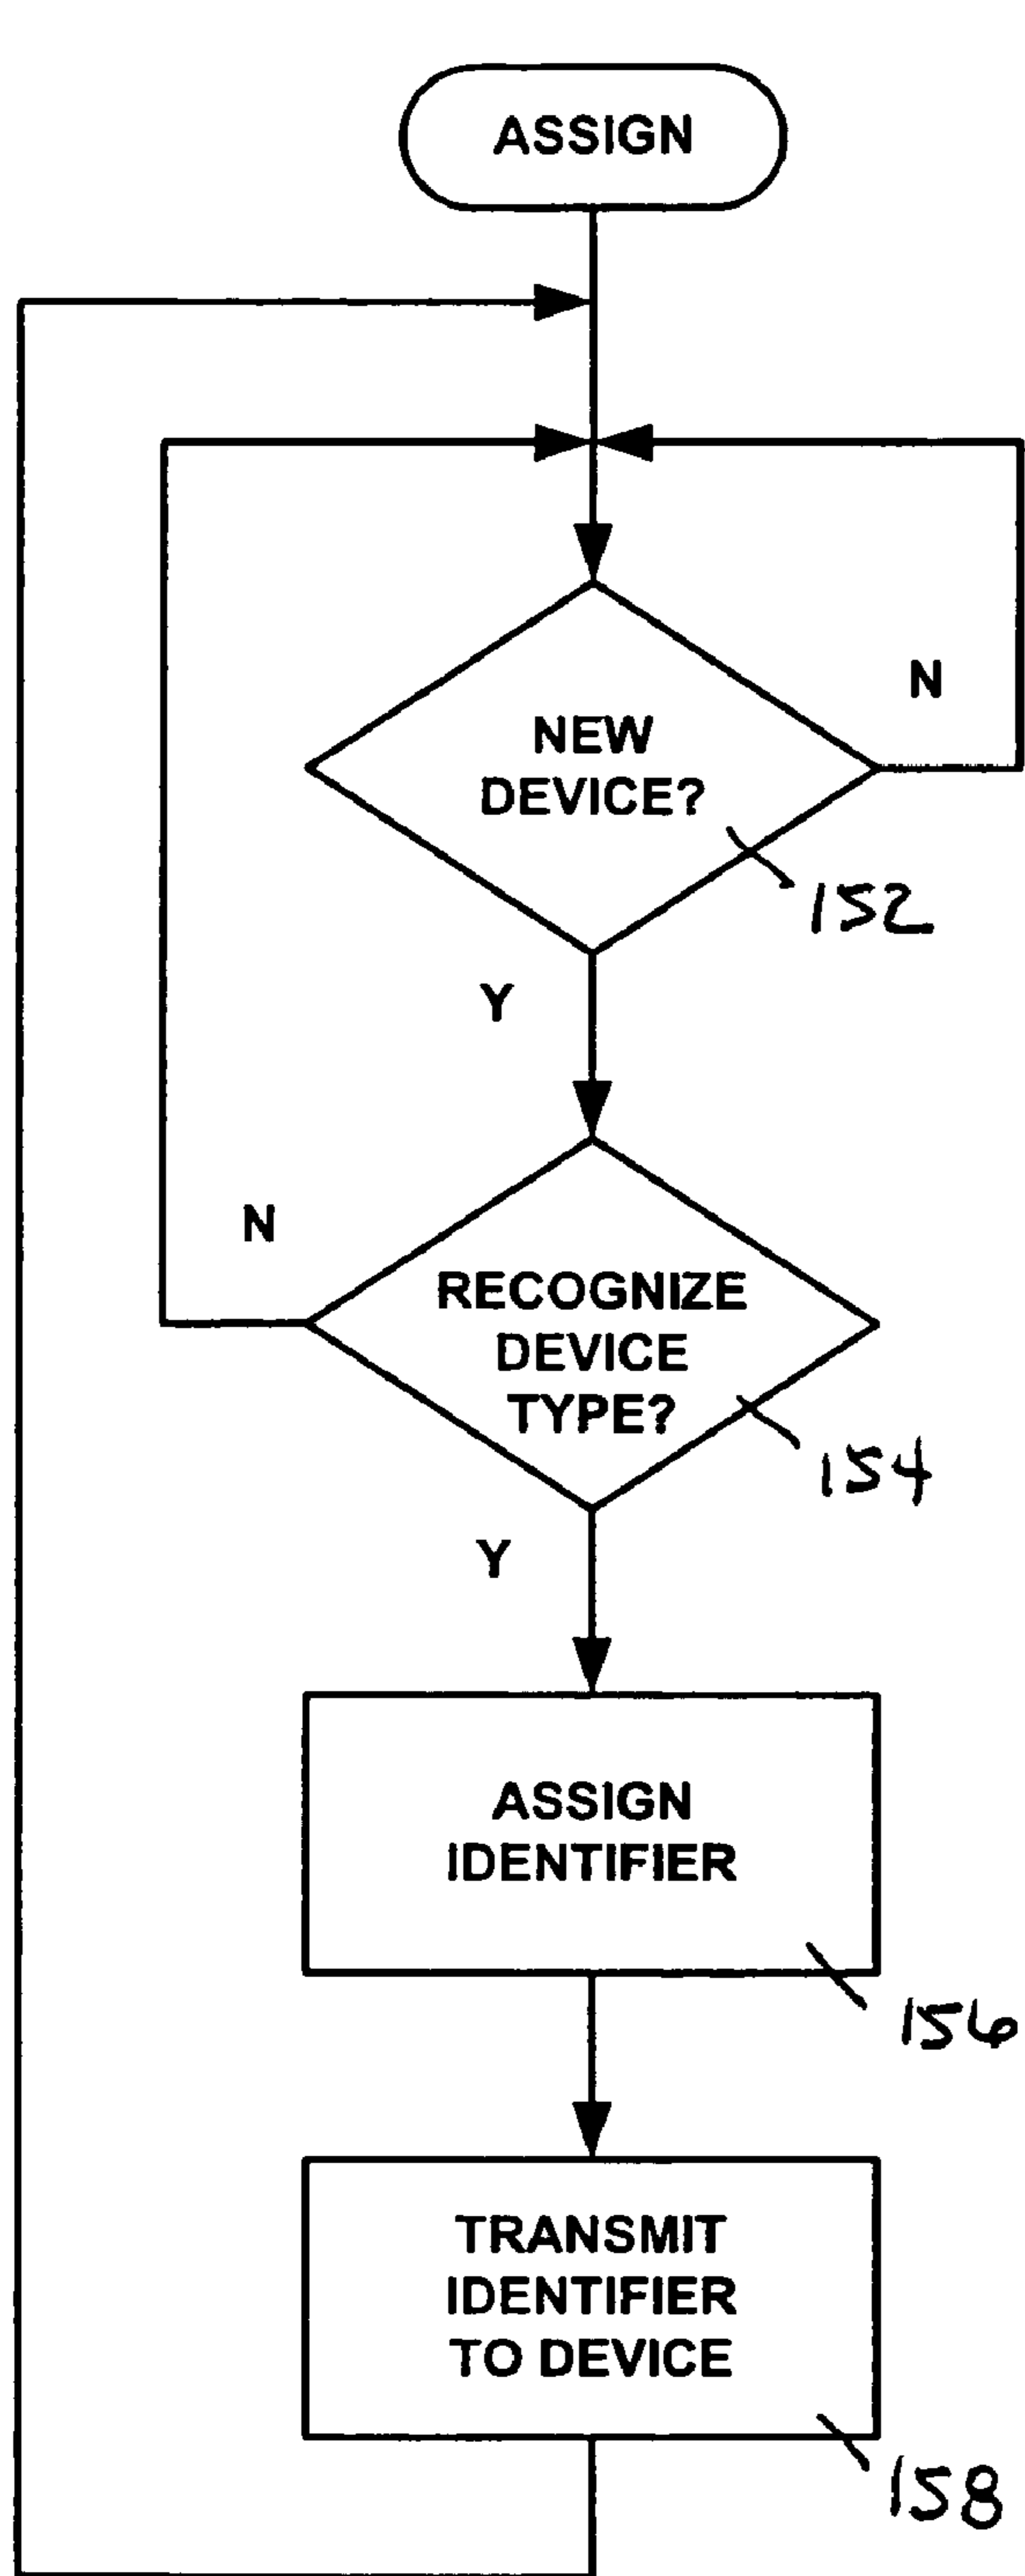 ASSIGN
N
NEW
DEVICE?
152
Y
N
RECOGNIZE
DEVICE
TYPE?
154
Y
ASSIGN
IDENTIFIER
156
TRANSMIT
IDENTIFIER
TO DEVICE
158